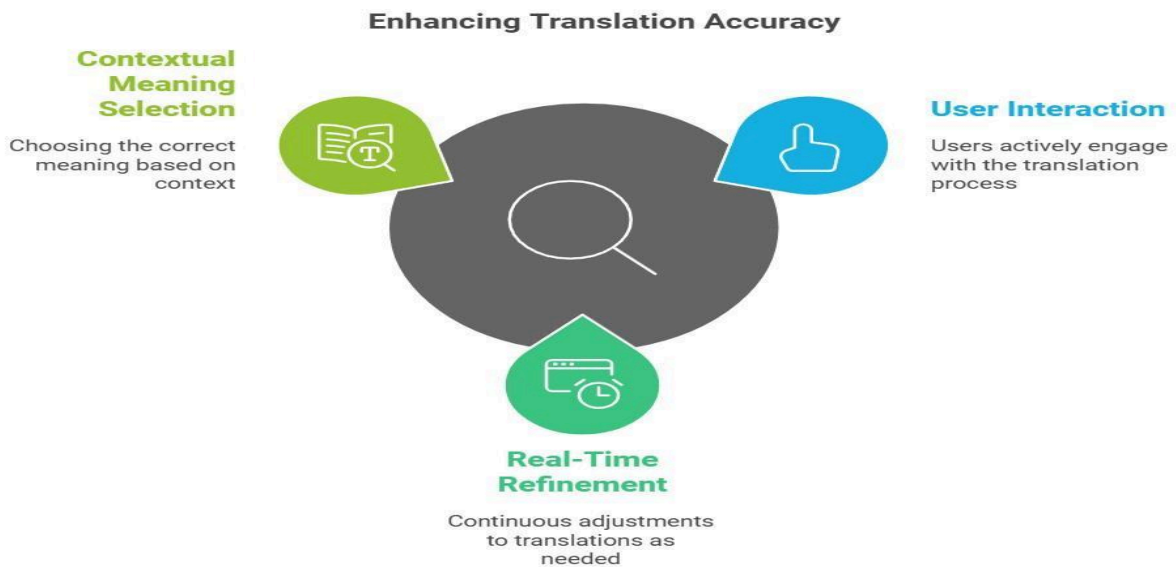 Enhancing Translation Accuracy
Contextual
Meaning
Selection
Choosing the correct
meaning based on
context
T
User Interaction
Users actively engage
with the translation
process
Real-Time
Refinement
Continuous adjustments
to translations as
needed